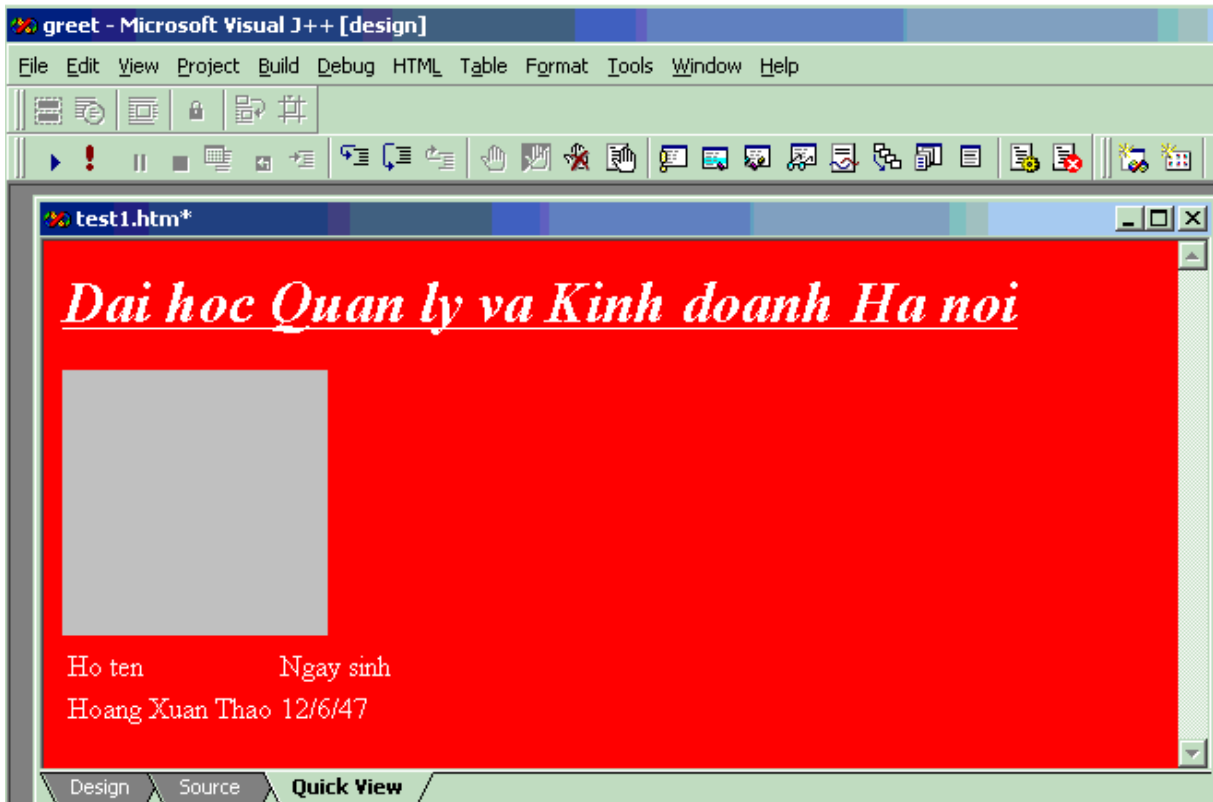 greet - Microsoft Visual J++ [design]
File Edit View Project Build Debug HTML Table Format Tools Window Help
test1.htm*
Dai hoc Quan ly va Kinh doanh Ha noi
Ho ten Ngay sinh
Hoang Xuan Thao 12/6/47
Design Source Quick View